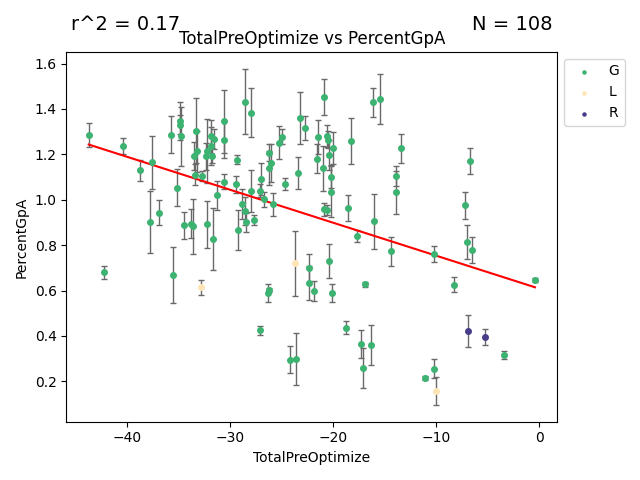 r^2 = 0.17
N = 108
TotalPreOptimize vs PercentGpA
G
L
R
PercentGpA
1.6
1.4
1.2
1.0
0.8
0.6
0.4
0.2
−40 −30 −20 −10 0
TotalPreOptimize